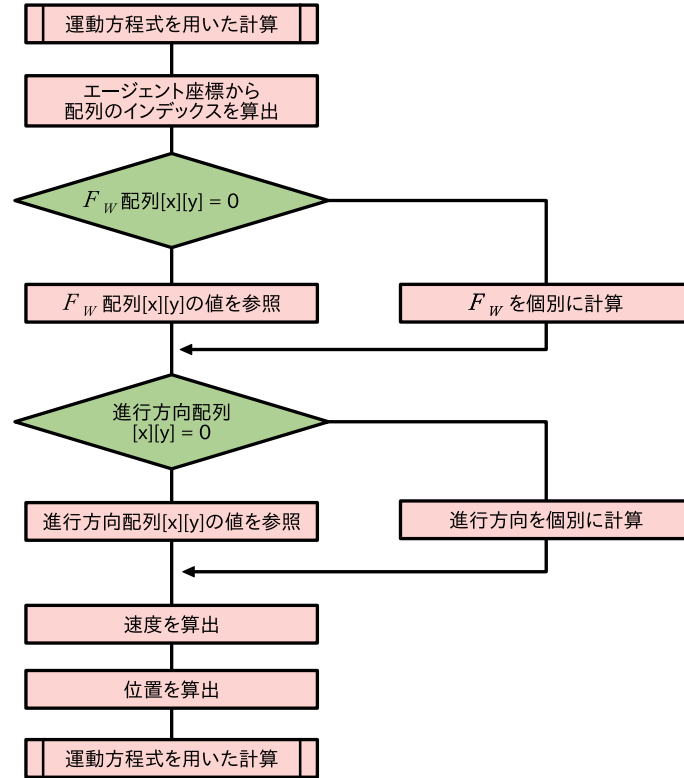 運動方程式を用いた計算
エージェント座標から
配列のインデックスを算出
F W 配列[x][y] = 0
F W 配列[x][y]の値を参照
F W を個別に計算
進行方向配列
[x][y] = 0
進行方向配列[x][y]の値を参照
進行方向を個別に計算
速度を算出
位置を算出
運動方程式を用いた計算